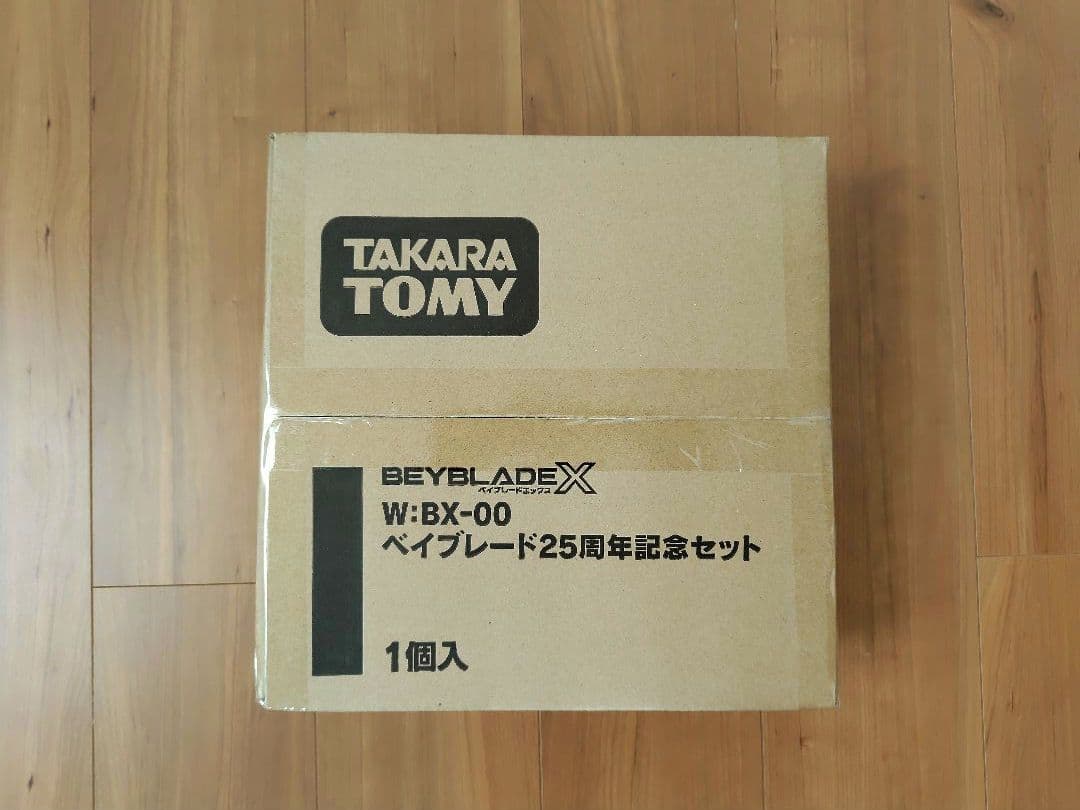 TAKARA
TOMY
BEYBLADE X
ベイブレードエックス
W:BX-00
ベイブレード25周年記念セット
1個入